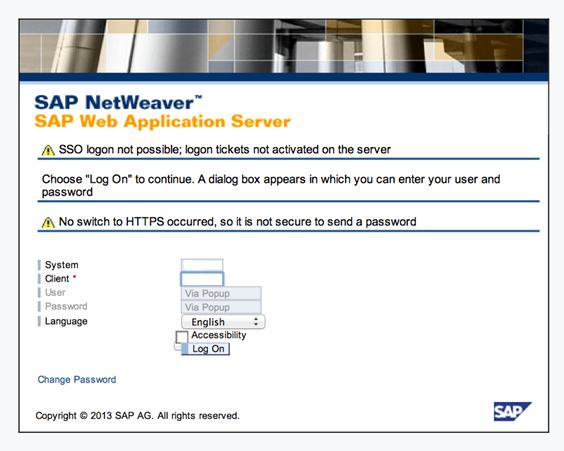 SAP NetWeaver™
SAP Web Application Server
SSO logon not possible; logon tickets not activated on the server
Choose "Log On" to continue. A dialog box appears in which you can enter your user and
password
No switch to HTTPS occurred, so it is not secure to send a password
System
Client *
User Via Popup
Password Via Popup
Language English
Accessibility
Log On
Change Password
Copyright © 2013 SAP AG. All rights reserved.
SAP